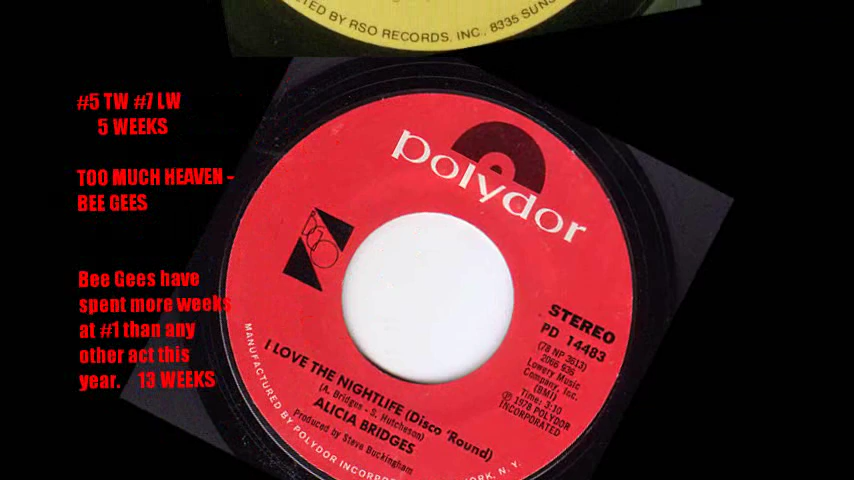 CTED BY RSO RECORDS, INC., 8335 SUNS
#5 TW #7 LW
5 WEEKS
TOO MUCH HEAVEN -
BEE GEES
Bee Gees have
spent more weeks
at #1 than any
other act this
year. 13 WEEKS
polydor
STEREO
PD 14483
(78 NP 3613)
2066 936
Lowery Music
Company, Inc.
(BMI)
Time: 3:10
℗ 1978 POLYDOR
INCORPORATED
I LOVE THE NIGHTLIFE (Disco 'Round)
(A. Bridges - S. Hutcheson)
ALICIA BRIDGES
Produced by Steve Buckingham
MANUFACTURED BY POLYDOR INCORPOR
YORK, N. Y.